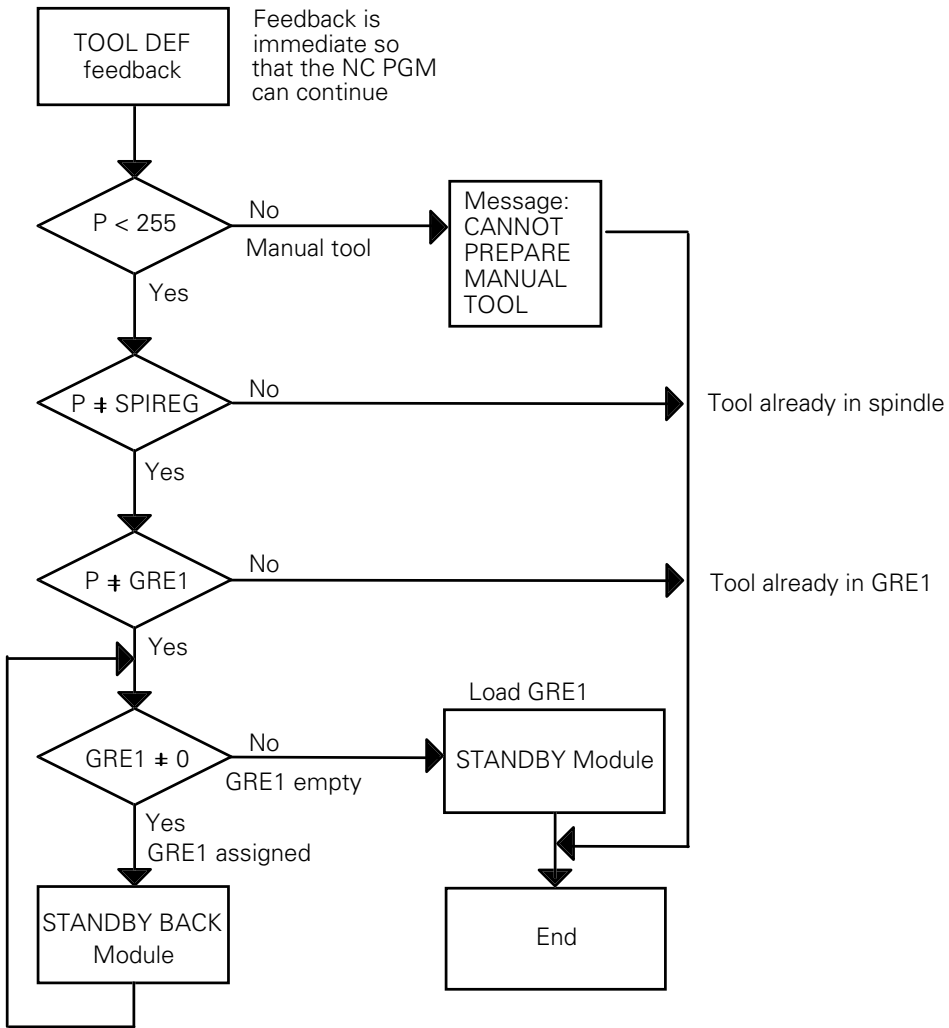 TOOL DEF
feedback
Feedback is
immediate so
that the NC PGM
can continue
P < 255
No
Manual tool
Message:
CANNOT
PREPARE
MANUAL
TOOL
Yes
P ≠ SPIREG
No
Tool already in spindle
Yes
P ≠ GRE1
No
Tool already in GRE1
Yes
Load GRE1
GRE1 ≠ 0
No
GRE1 empty
STANDBY Module
Yes
GRE1 assigned
STANDBY BACK
Module
End